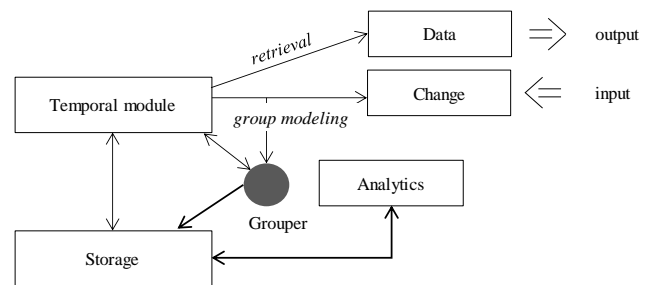 Data
output
retrieval
Temporal module
Change
input
group modeling
Analytics
Grouper
Storage